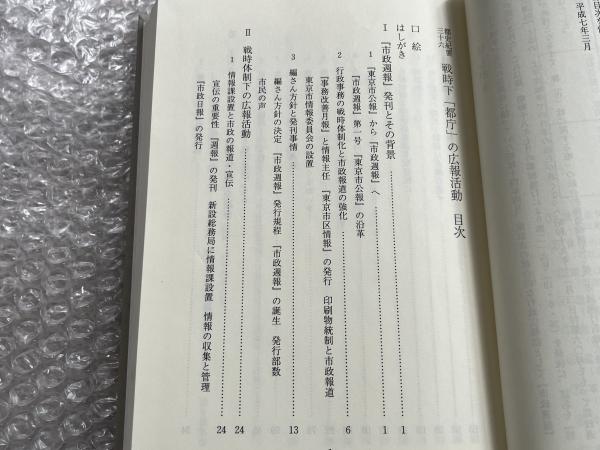 平成七年三月
都史紀要
三十六
戦時下「都庁」の広報活動 目次
口絵
はしがき 1
Ⅰ 『市政週報』発刊とその背景 1
1 『東京市公報』から『市政週報』へ
『市政週報』第一号 『東京市公報』の沿革
2 行政事務の戦時体制化と市政報道の強化 6
『事務改善月報』と情報主任 『東京市区情報』の発行 印刷物統制と市政報道
東京市情報委員会の設置
3 編さん方針と発刊事情 13
編さん方針の決定 『市政週報』発行規程 『市政週報』の誕生 発行部数
市民の声
Ⅱ 戦時体制下の広報活動 24
1 情報課設置と市政の報道・宣伝 24
宣伝の重要性 『週報』の発刊 新設総務局に情報課設置 情報の収集と管理
『市政日報』の発行